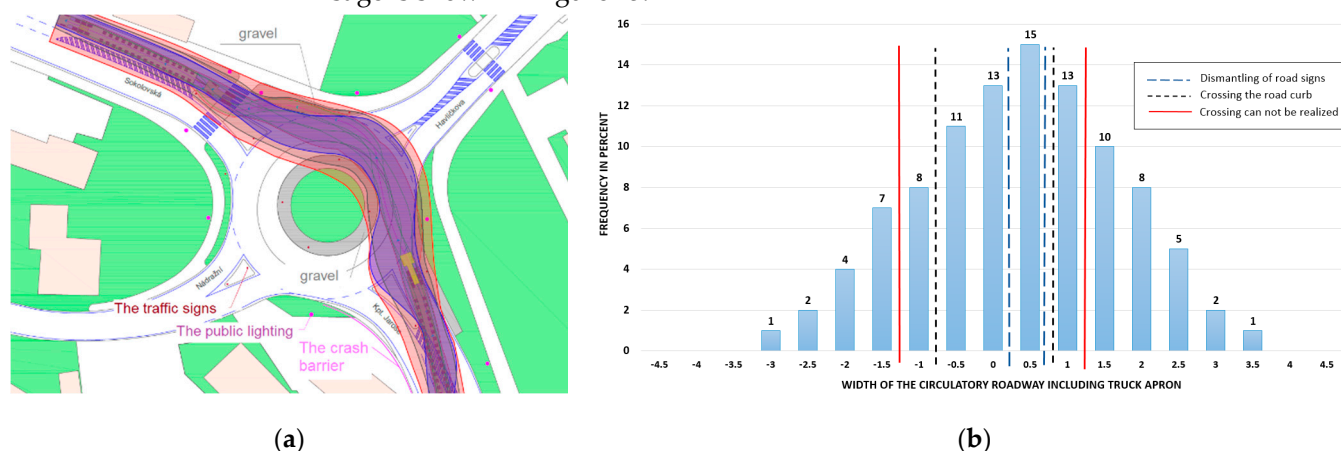 gravel
Sokolovská
Havlíčkova
gravel
Nádražní
The traffic signs
The public lighting
Kpt. Jaroše
The crash
barrier
(a)
FREQUENCY IN PERCENT
16
14
12
10
8
6
4
2
0
1
2
4
7
8
11
13
15
13
10
8
5
2
1
-4.5 -4 -3.5 -3 -2.5 -2 -1.5 -1 -0.5 0 0.5 1 1.5 2 2.5 3 3.5 4 4.5
WIDTH OF THE CIRCULATORY ROADWAY INCLUDING TRUCK APRON
Dismantling of road signs
Crossing the road curb
Crossing can not be realized
(b)